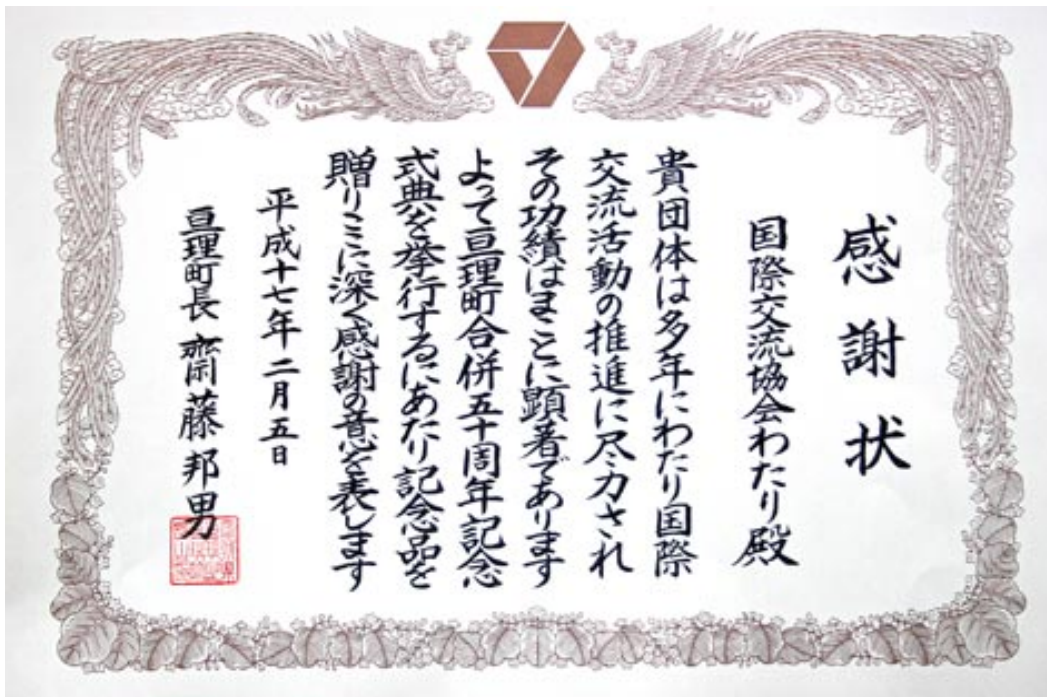 感謝状
国際交流協会わたり殿
貴団体は多年にわたり国際
交流活動の推進に尽力され
その功績はまことに顕著であります
よって亘理町合併五十周年記念
式典を挙行するにあたり記念品を
贈りここに深く感謝の意を表します
平成十七年二月五日
亘理町長 齋藤邦男